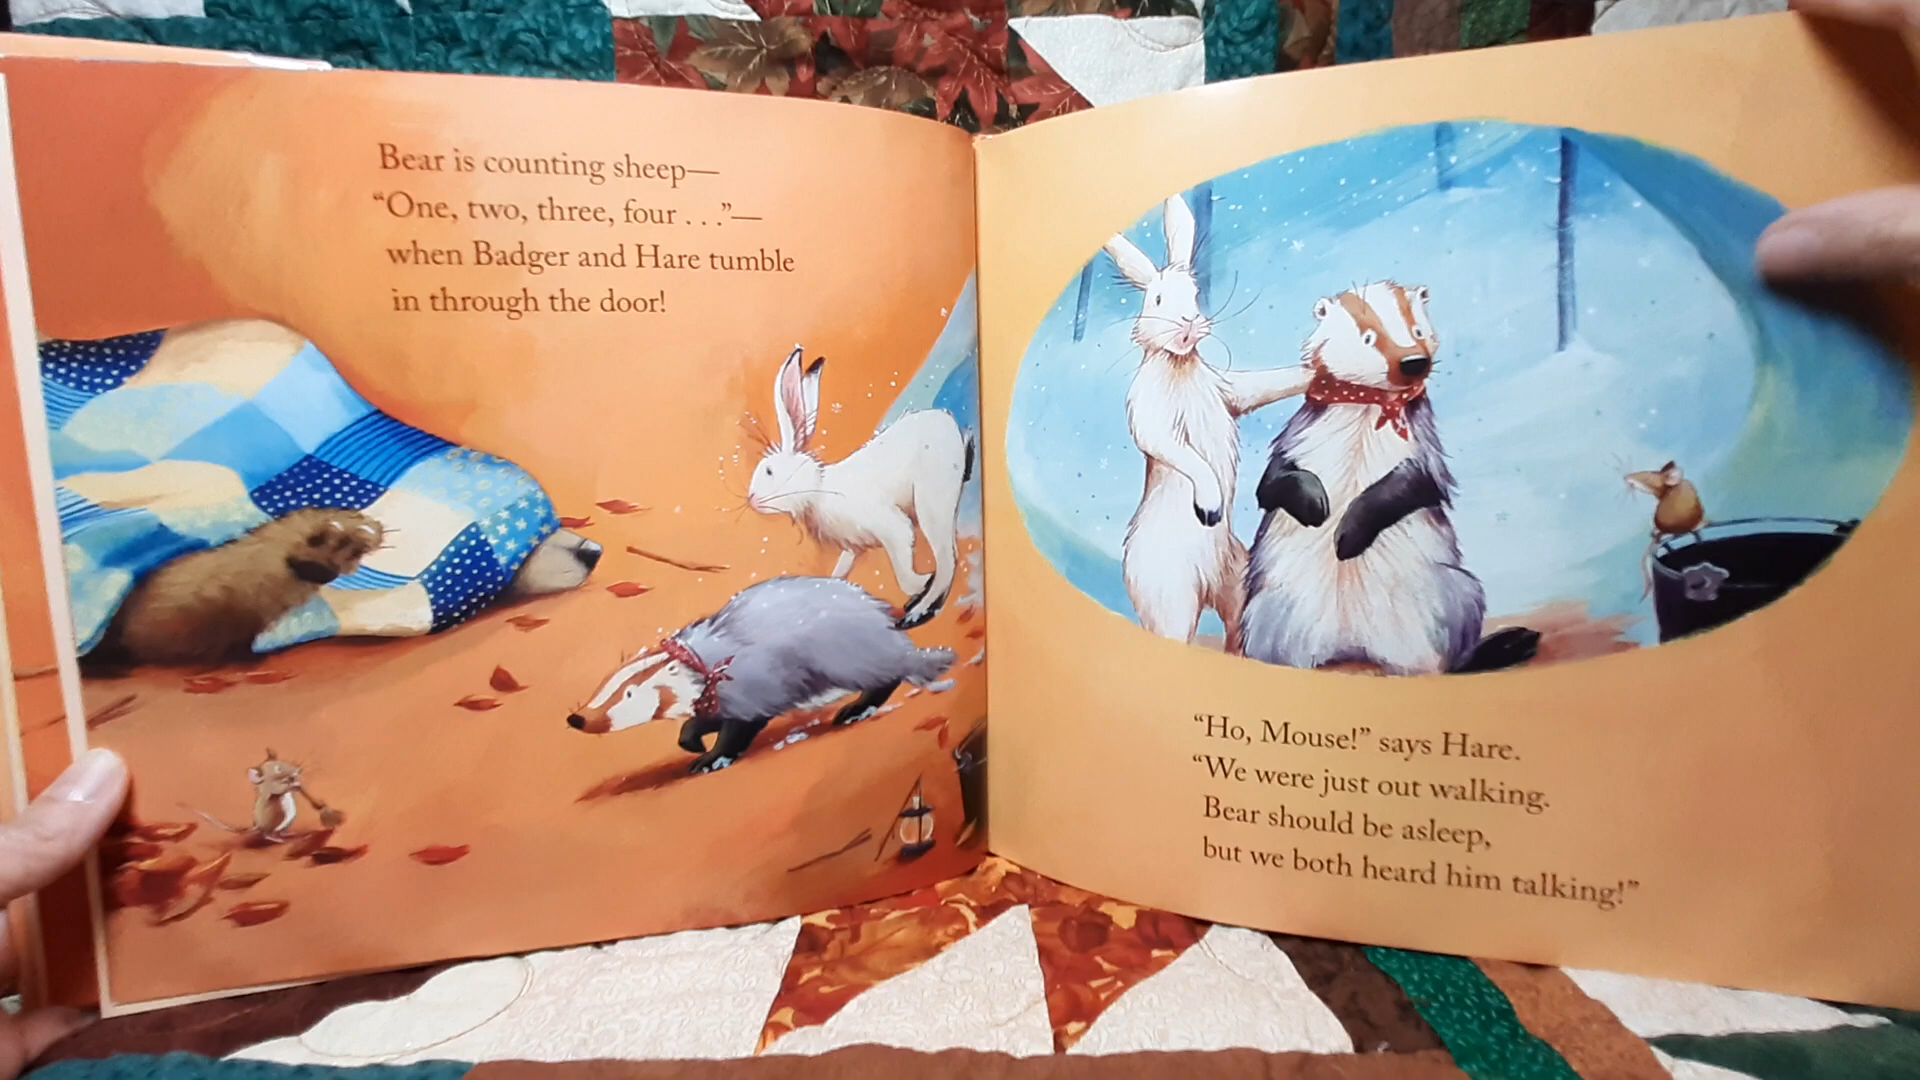 Bear is counting sheep—
“One, two, three, four . . .”—
when Badger and Hare tumble
in through the door!
“Ho, Mouse!” says Hare.
“We were just out walking.
Bear should be asleep,
but we both heard him talking!”